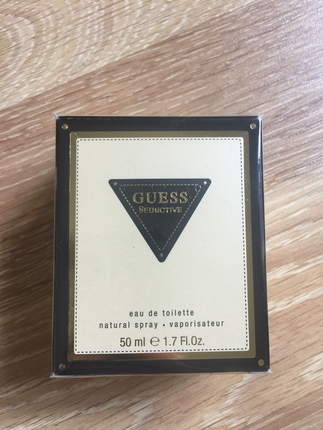 GUESS
SEDUCTIVE
eau de toilette
natural spray • vaporisateur
50 ml ℮ 1.7 Fl.Oz.